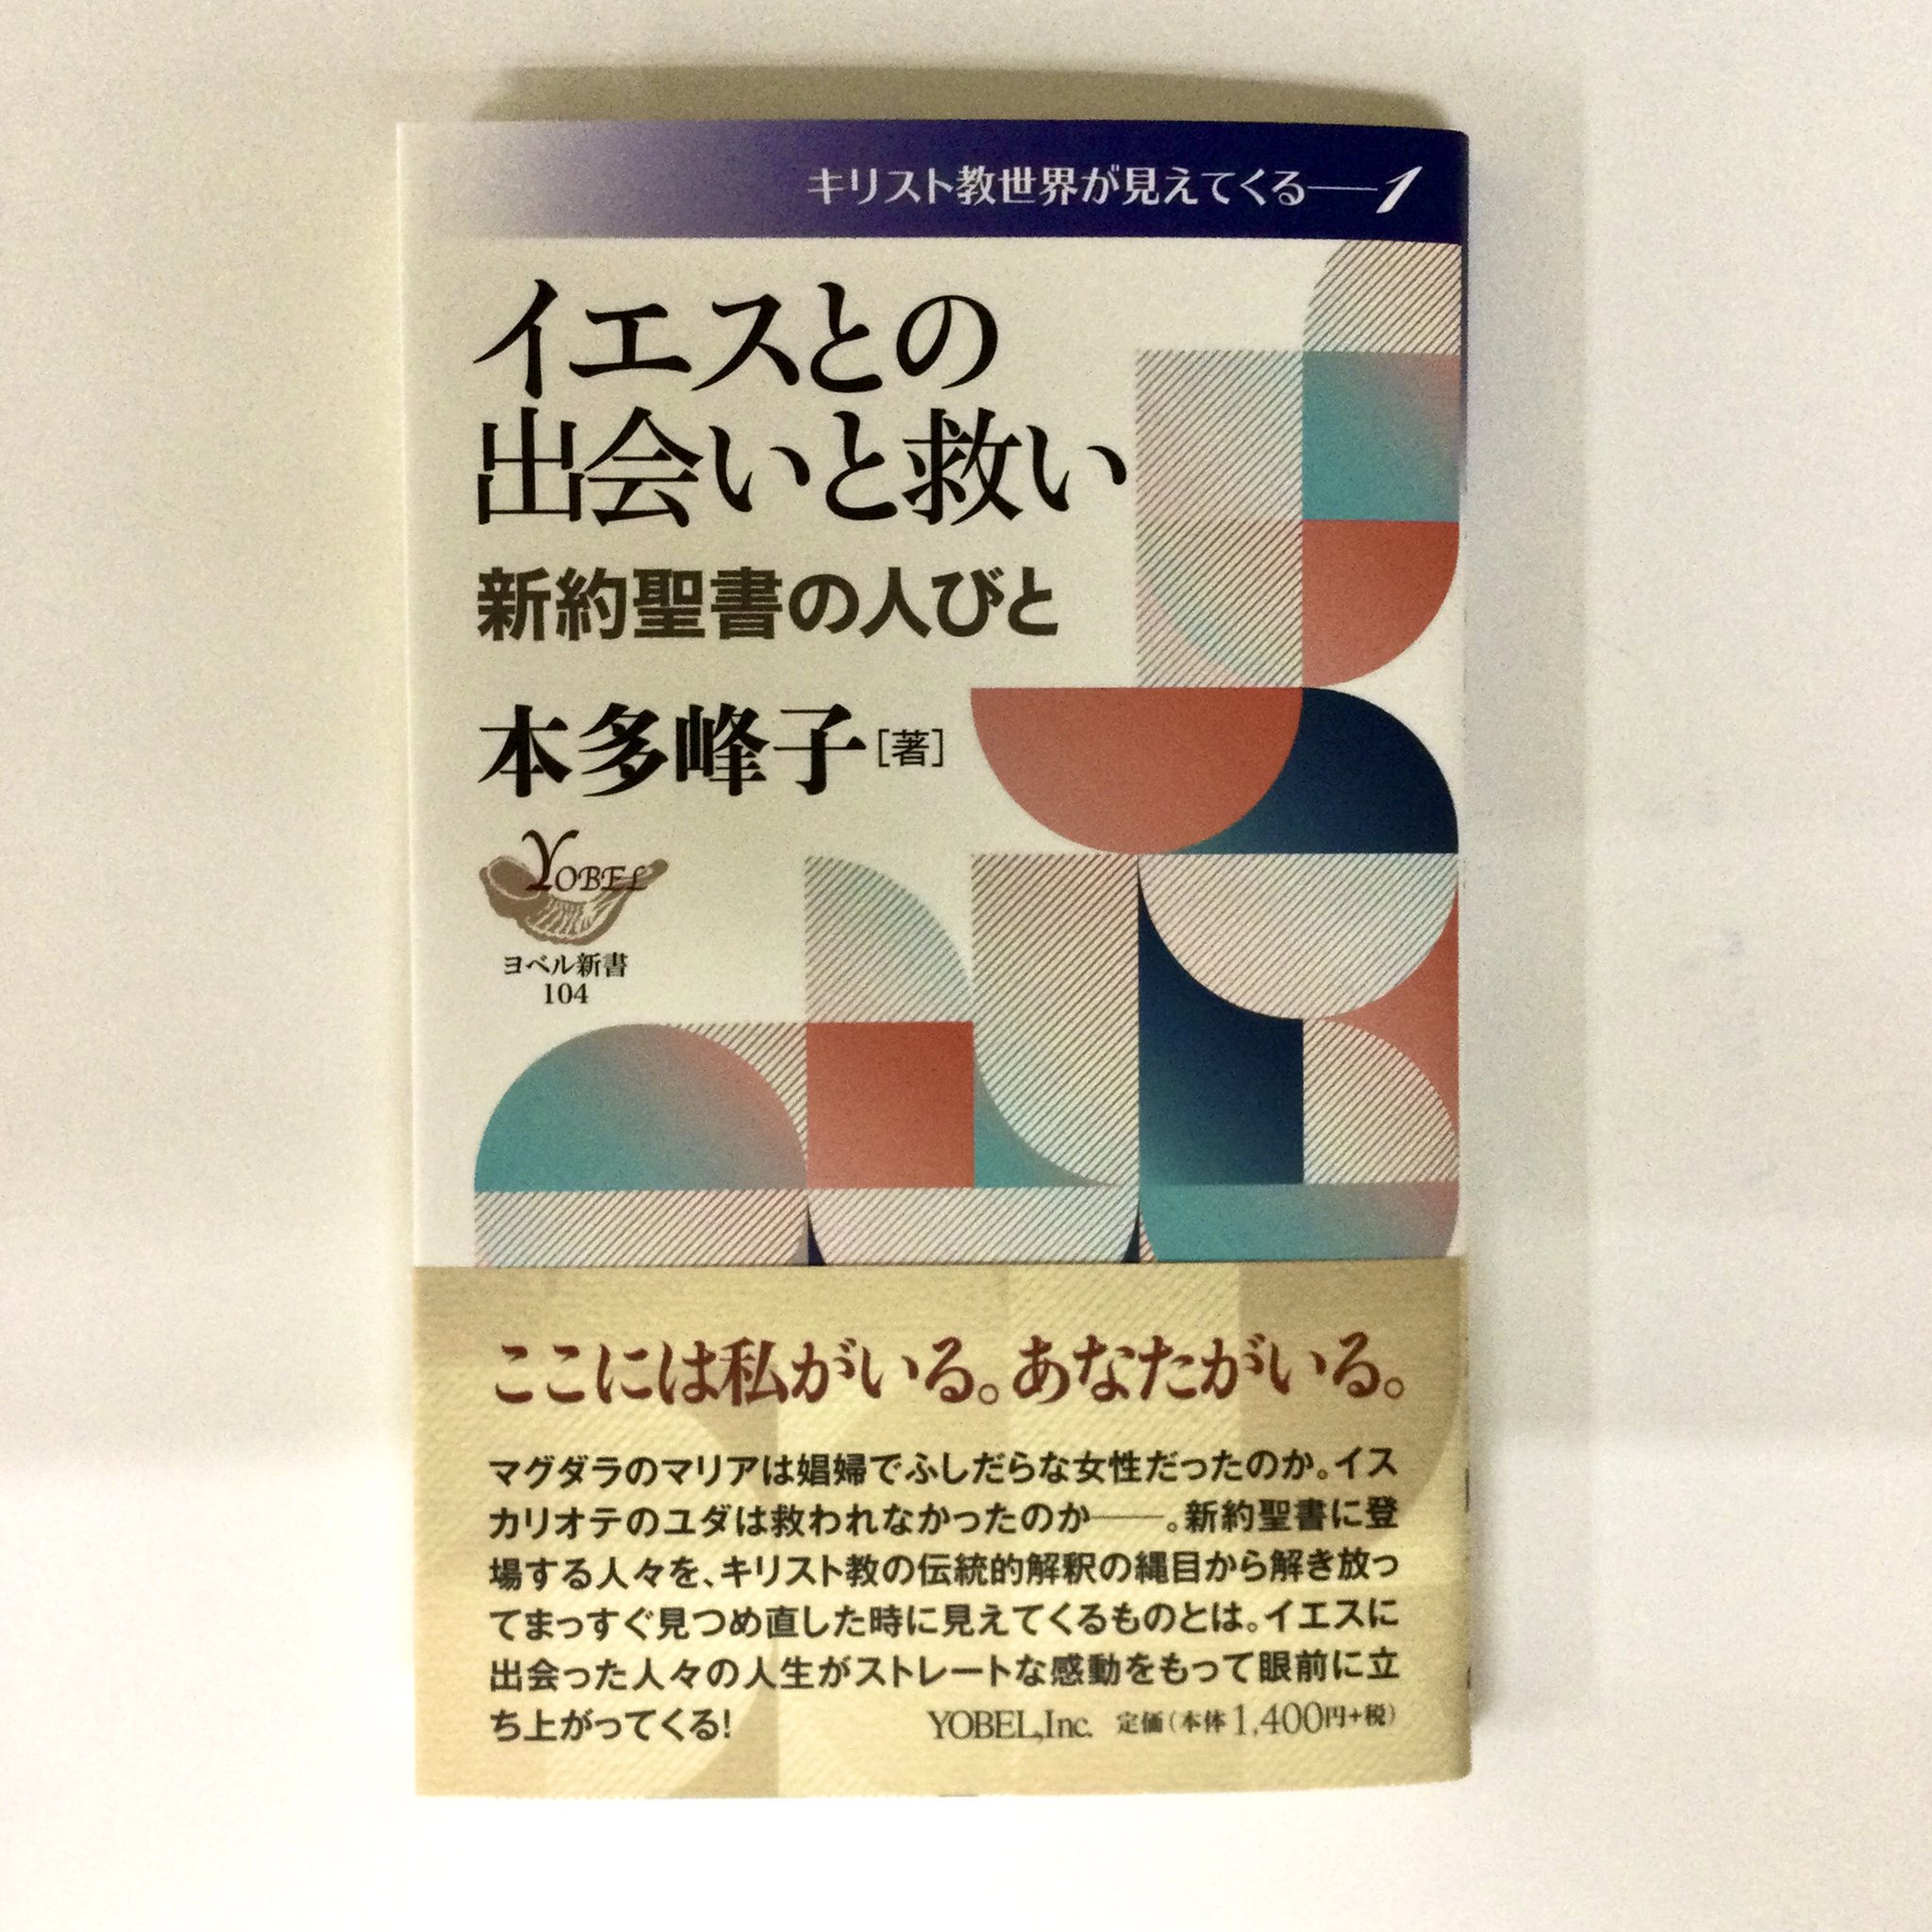 キリスト教世界が見えてくる──1
イエスとの
出会いと救い
新約聖書の人びと
本多峰子[著]
YOBEL
ヨベル新書
104
ここには私がいる。あなたがいる。
マグダラのマリアは娼婦でふしだらな女性だったのか。イス
カリオテのユダは救われなかったのか──。新約聖書に登
場する人々を、キリスト教の伝統的解釈の縄目から解き放っ
てまっすぐ見つめ直した時に見えてくるものとは。イエスに
出会った人々の人生がストレートな感動をもって眼前に立
ち上がってくる!
YOBEL,Inc. 定価(本体1,400円+税)